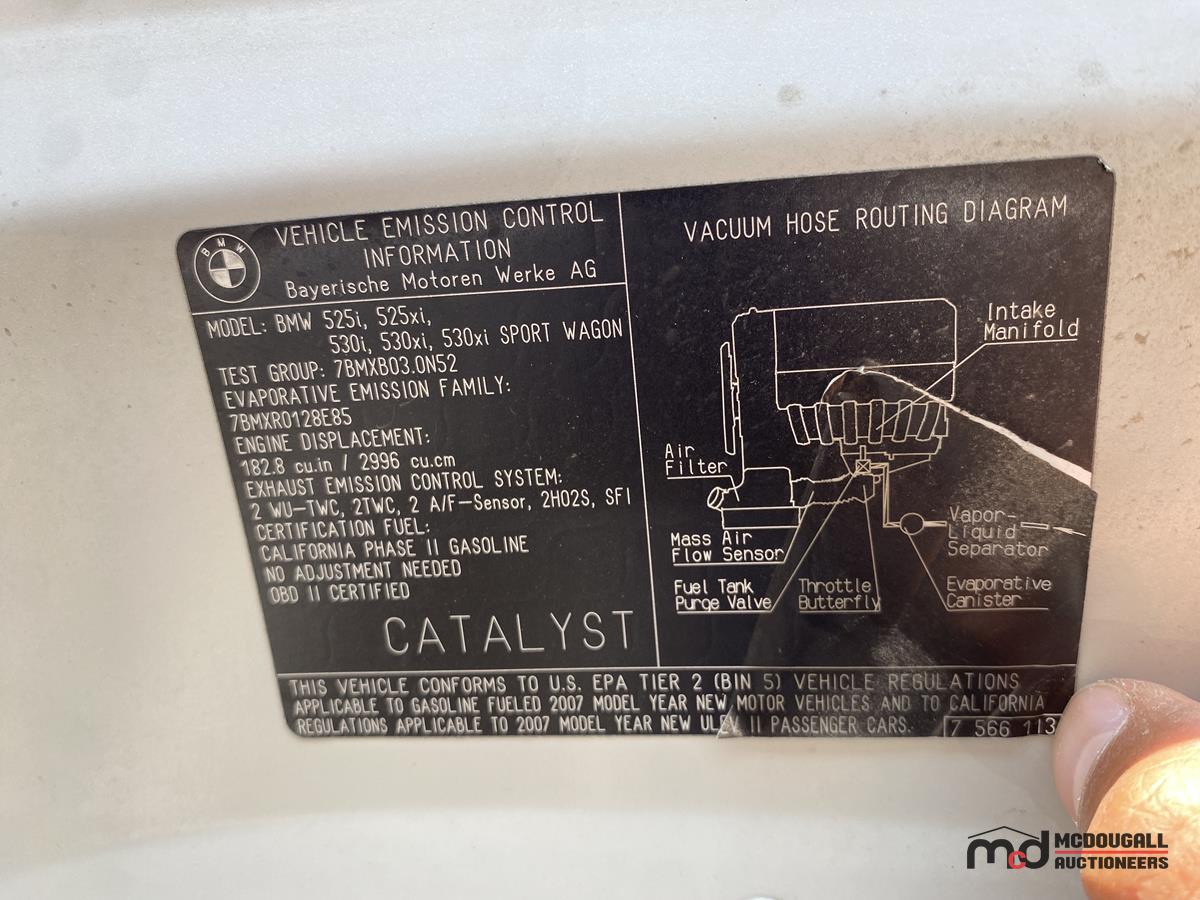 BMW
VEHICLE EMISSION CONTROL
INFORMATION
Bayerische Motoren Werke AG
MODEL: BMW 525i, 525xi,
530i, 530xi, 530xi SPORT WAGON
TEST GROUP: 7BMXB03.0N52
EVAPORATIVE EMISSION FAMILY:
7BMXR0128E85
ENGINE DISPLACEMENT:
182.8 cu.in / 2996 cu.cm
EXHAUST EMISSION CONTROL SYSTEM:
2 WU-TWC, 2TWC, 2 A/F-Sensor, 2HO2S, SFI
CERTIFICATION FUEL:
CALIFORNIA PHASE II GASOLINE
NO ADJUSTMENT NEEDED
OBD II CERTIFIED
CATALYST
VACUUM HOSE ROUTING DIAGRAM
Intake
Manifold
Air
Filter
Mass Air
Flow Sensor
Vapor-
Liquid
Separator
Fuel Tank
Purge Valve
Throttle
Butterfly
Evaporative
Canister
THIS VEHICLE CONFORMS TO U.S. EPA TIER 2 (BIN 5) VEHICLE REGULATIONS
APPLICABLE TO GASOLINE FUELED 2007 MODEL YEAR NEW MOTOR VEHICLES AND TO CALIFORNIA
REGULATIONS APPLICABLE TO 2007 MODEL YEAR NEW ULEV II PASSENGER CARS.
7 566 113
mcd MCDOUGALL
AUCTIONEERS